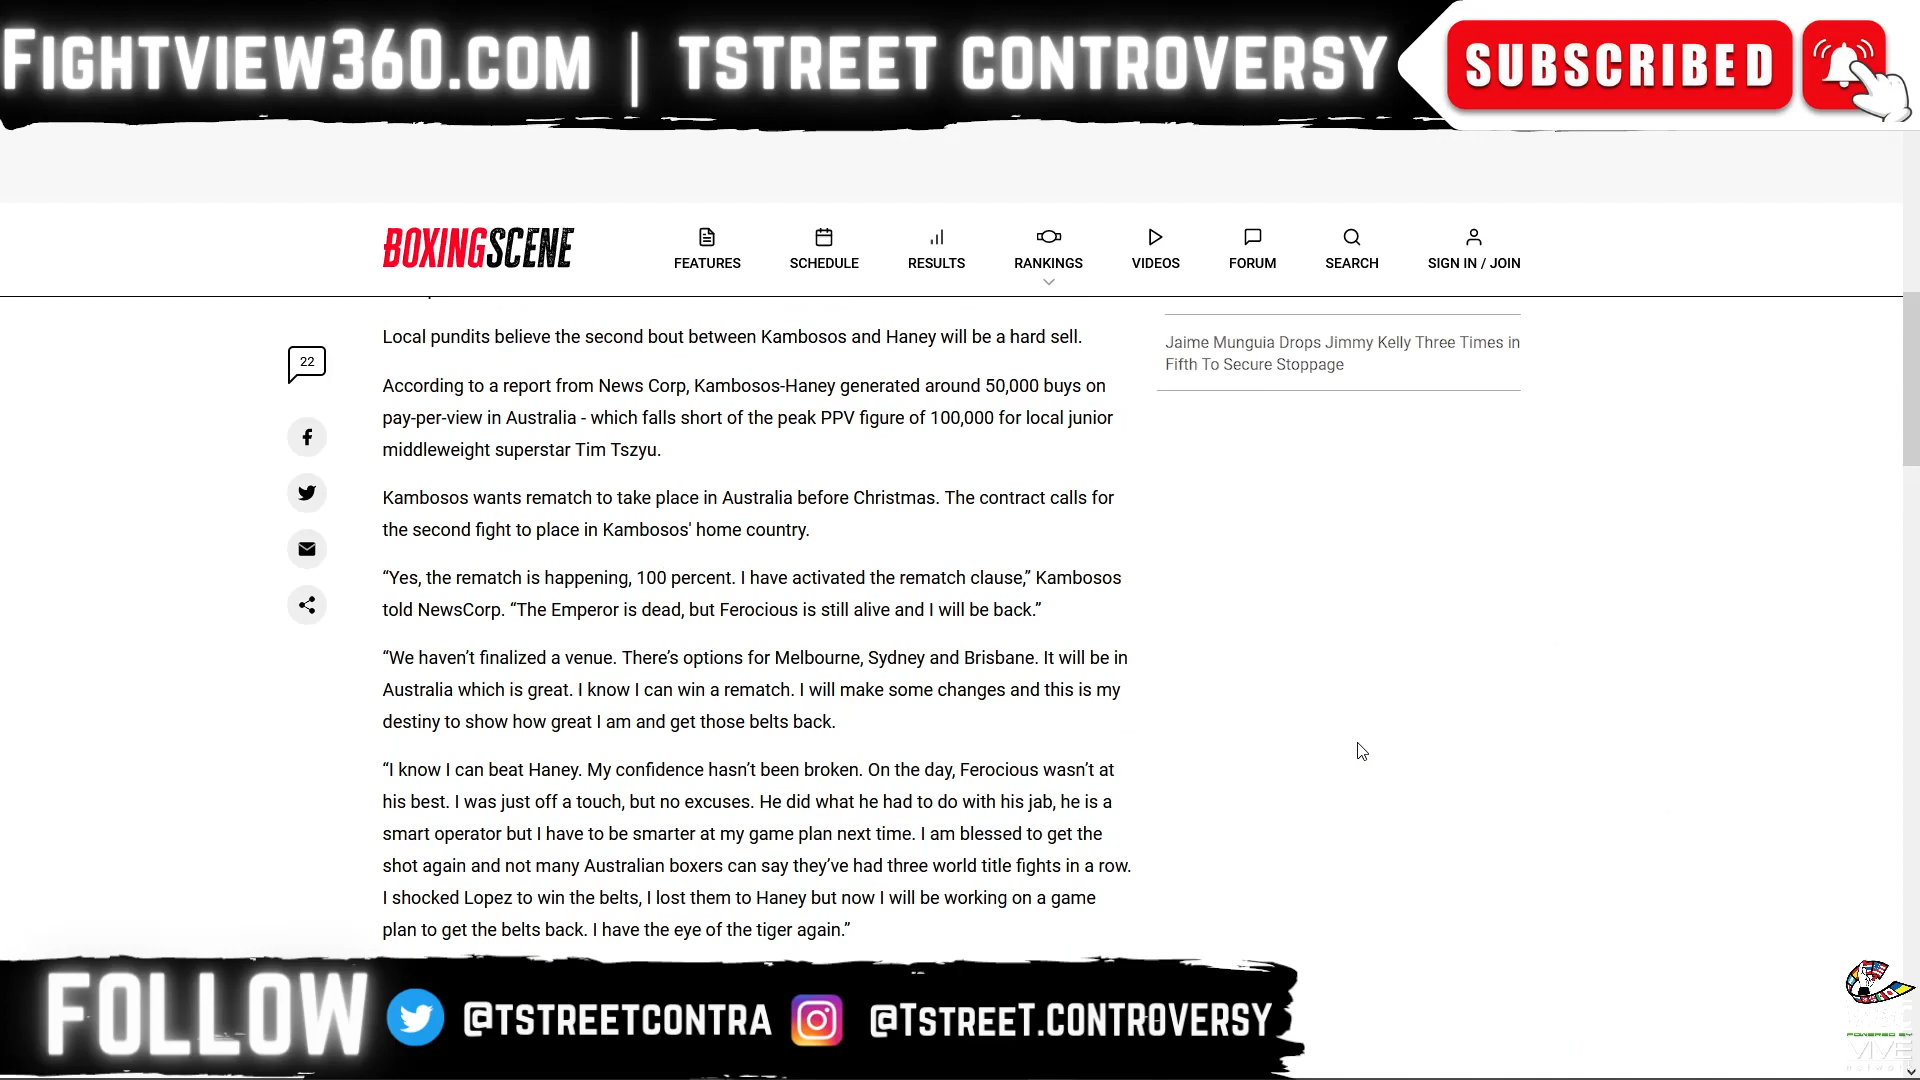 FIGHTVIEW360.COM | TSTREET CONTROVERSY
SUBSCRIBED
BOXINGSCENE
FEATURES
SCHEDULE
RESULTS
RANKINGS
VIDEOS
FORUM
SEARCH
SIGN IN / JOIN
22
Local pundits believe the second bout between Kambosos and Haney will be a hard sell.
According to a report from News Corp, Kambosos-Haney generated around 50,000 buys on
pay-per-view in Australia - which falls short of the peak PPV figure of 100,000 for local junior
middleweight superstar Tim Tszyu.
Kambosos wants rematch to take place in Australia before Christmas. The contract calls for
the second fight to place in Kambosos' home country.
“Yes, the rematch is happening, 100 percent. I have activated the rematch clause,” Kambosos
told NewsCorp. “The Emperor is dead, but Ferocious is still alive and I will be back.”
“We haven’t finalized a venue. There’s options for Melbourne, Sydney and Brisbane. It will be in
Australia which is great. I know I can win a rematch. I will make some changes and this is my
destiny to show how great I am and get those belts back.
“I know I can beat Haney. My confidence hasn’t been broken. On the day, Ferocious wasn’t at
his best. I was just off a touch, but no excuses. He did what he had to do with his jab, he is a
smart operator but I have to be smarter at my game plan next time. I am blessed to get the
shot again and not many Australian boxers can say they’ve had three world title fights in a row.
I shocked Lopez to win the belts, I lost them to Haney but now I will be working on a game
plan to get the belts back. I have the eye of the tiger again.”
Jaime Munguia Drops Jimmy Kelly Three Times in
Fifth To Secure Stoppage
FOLLOW @TSTREETCONTRA @TSTREET.CONTROVERSY
POWERED BY
VIVE